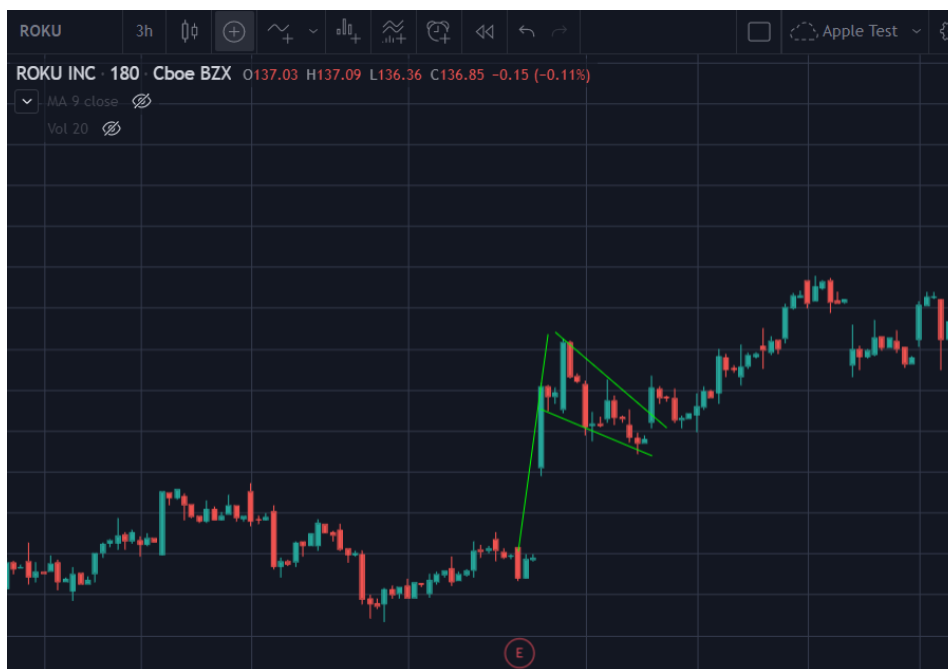 ROKU 3h Apple Test
ROKU INC · 180 · Cboe BZX O137.03 H137.09 L136.36 C136.85 −0.15 (−0.11%)
MA 9 close
Vol 20
E